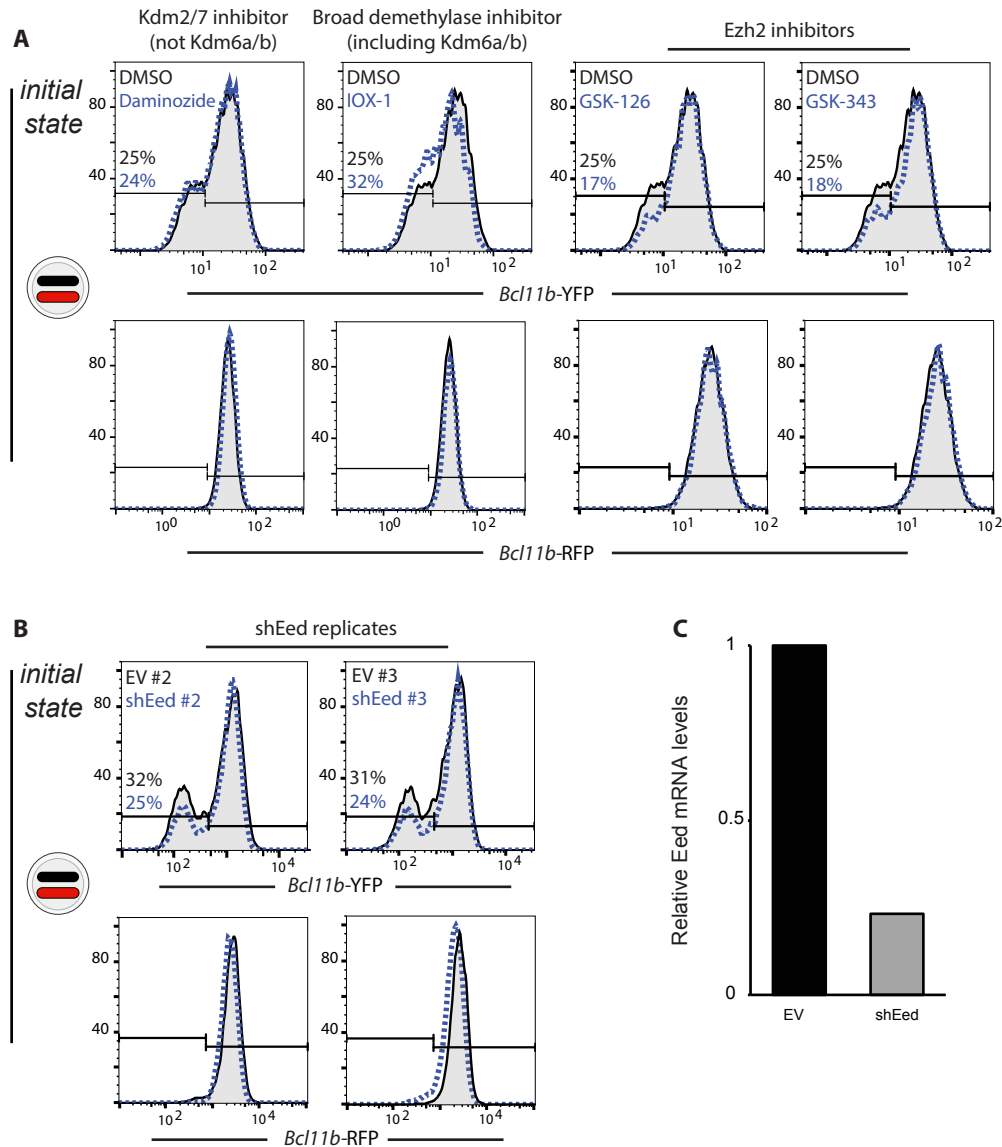 A
Kdm2/7 inhibitor
(not Kdm6a/b)
Broad demethylase inhibitor
(including Kdm6a/b)
Ezh2 inhibitors
initial
state
DMSO
Daminozide
25%
24%
80
40
10¹ 10²
DMSO
IOX-1
25%
32%
80
40
10¹ 10²
DMSO
GSK-126
25%
17%
80
40
10¹ 10²
DMSO
GSK-343
25%
18%
80
40
10¹ 10²
Bcl11b-YFP
80
40
10⁰ 10²
80
40
10⁰ 10²
80
40
10¹ 10²
80
40
10¹ 10²
Bcl11b-RFP
B
shEed replicates
initial
state
EV #2
shEed #2
32%
25%
80
40
10² 10⁴
EV #3
shEed #3
31%
24%
80
40
10² 10⁴
Bcl11b-YFP
80
40
10² 10⁴
80
40
10² 10⁴
Bcl11b-RFP
C
Relative Eed mRNA levels
1
0.5
0
EV shEed